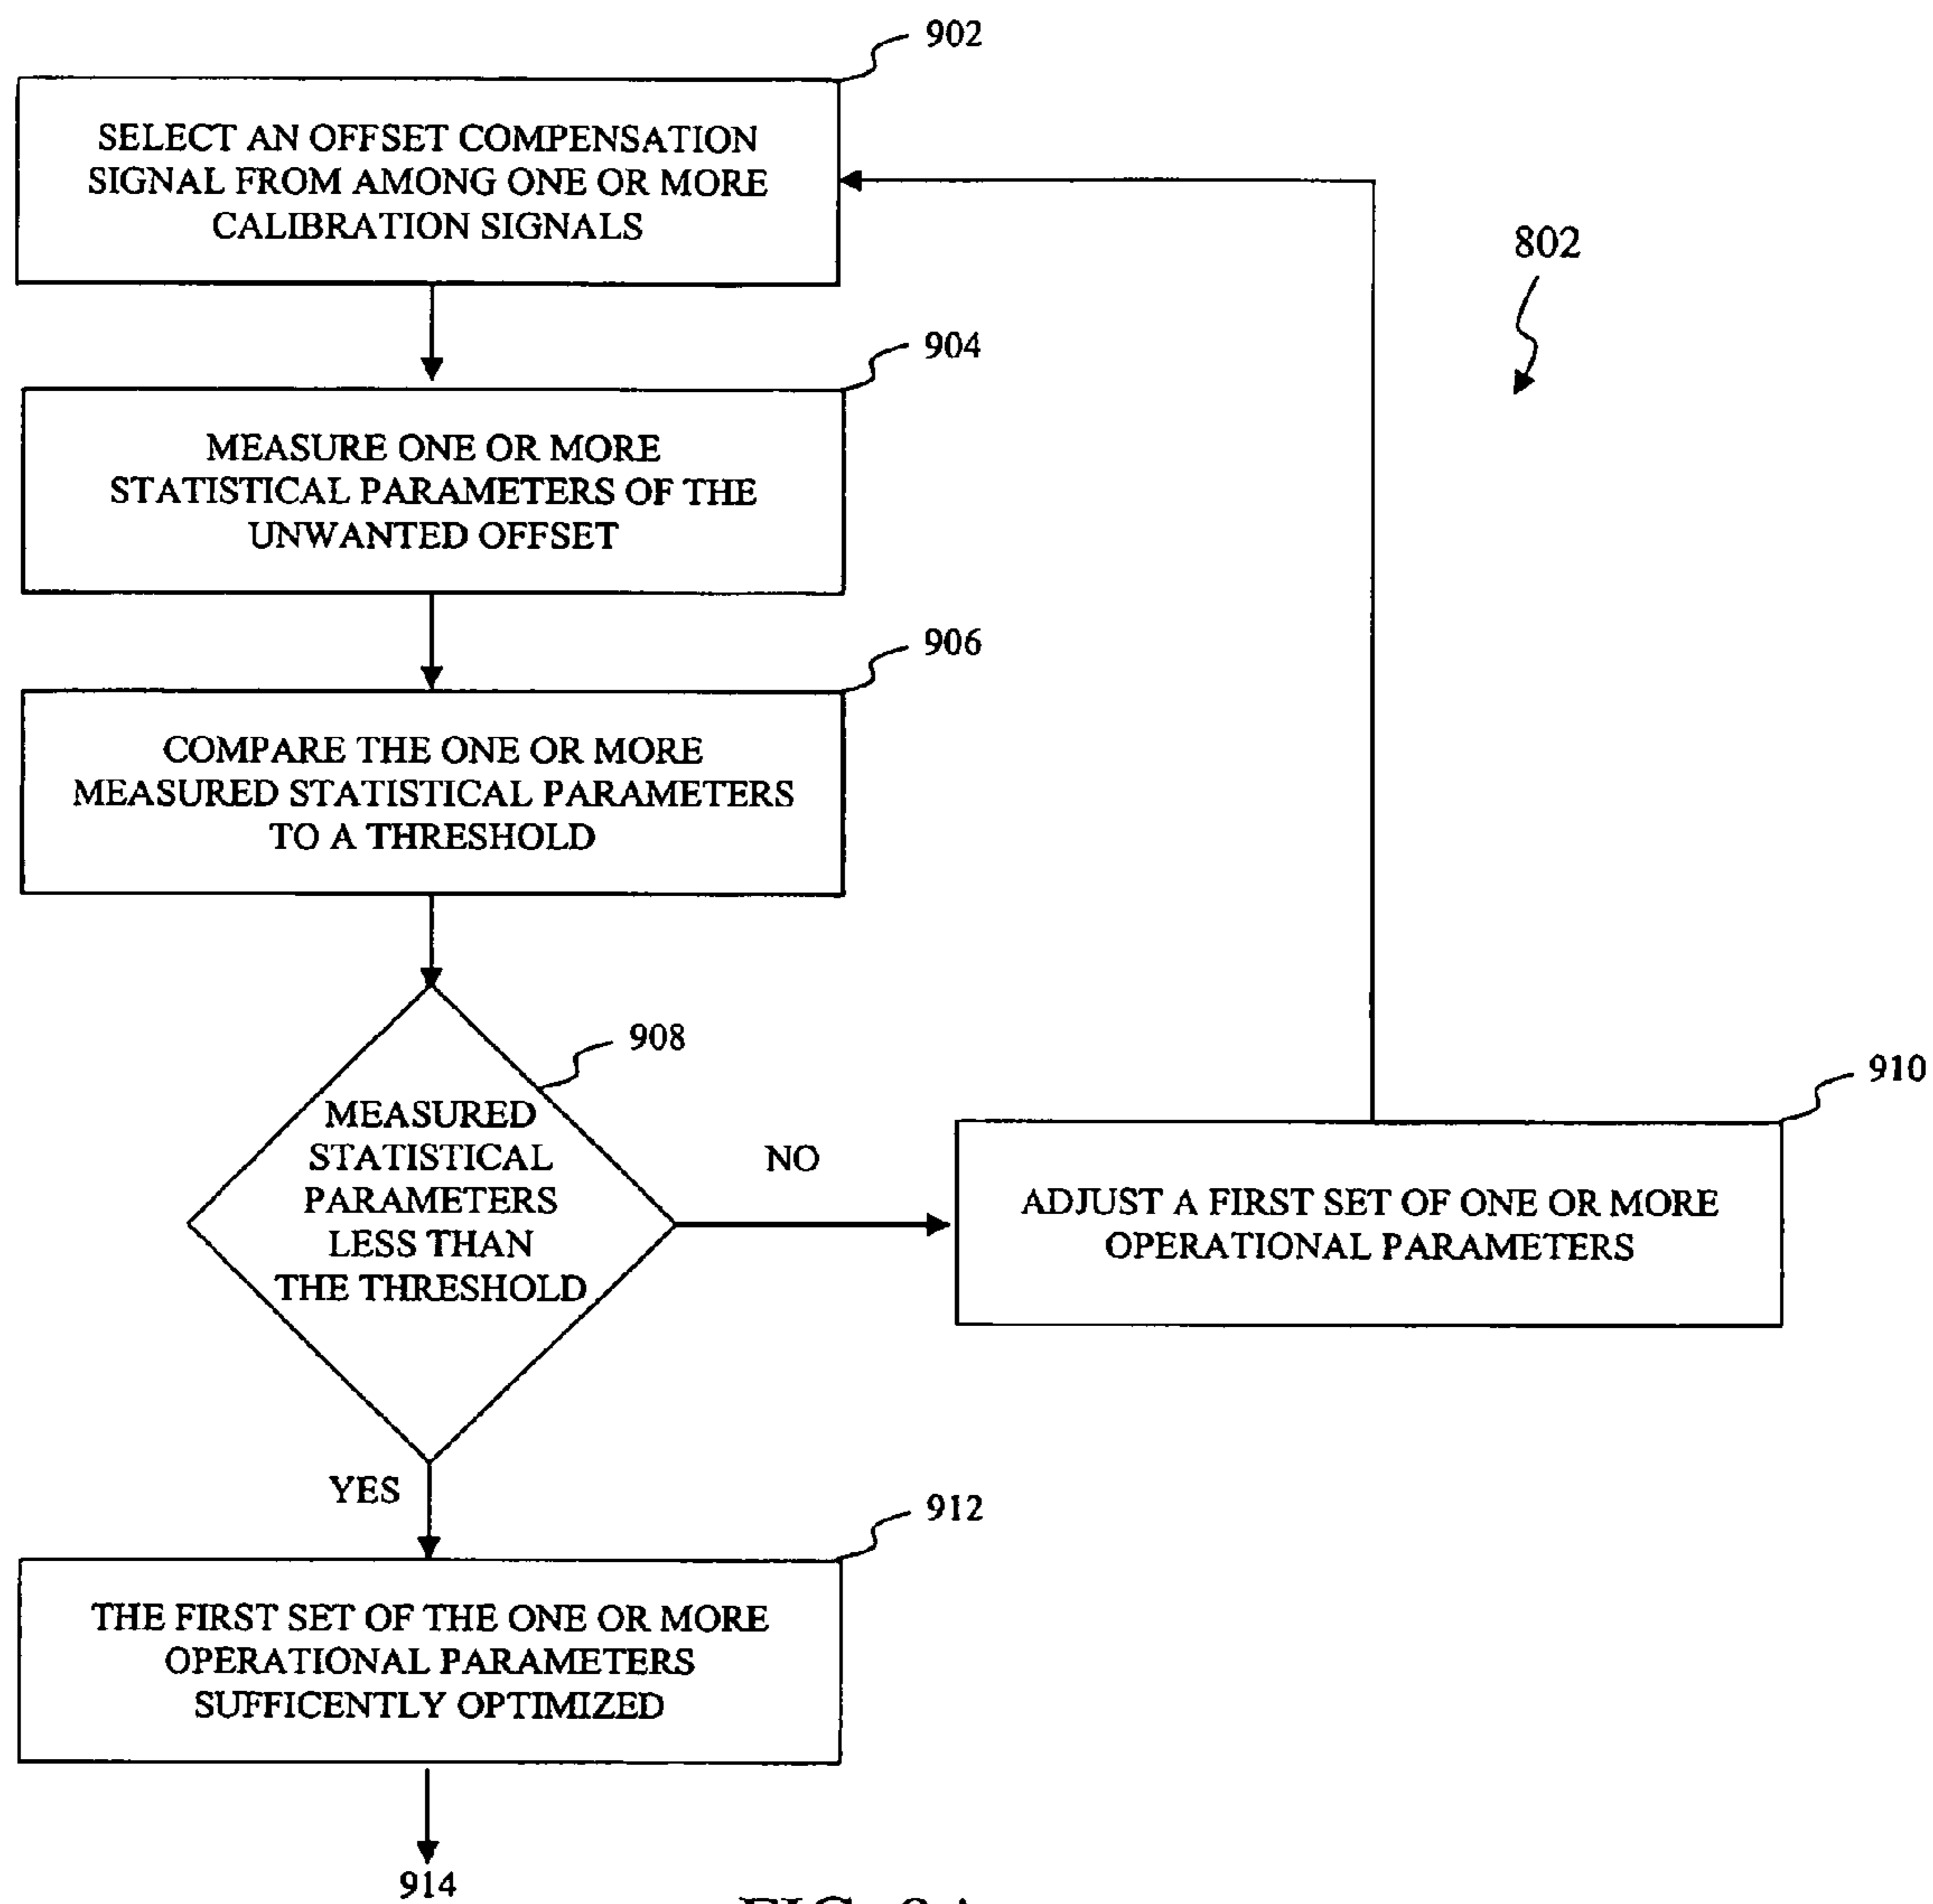 902
SELECT AN OFFSET COMPENSATION
SIGNAL FROM AMONG ONE OR MORE
CALIBRATION SIGNALS
802
904
MEASURE ONE OR MORE
STATISTICAL PARAMETERS OF THE
UNWANTED OFFSET
906
COMPARE THE ONE OR MORE
MEASURED STATISTICAL PARAMETERS
TO A THRESHOLD
908
MEASURED
STATISTICAL
PARAMETERS
LESS THAN
THE THRESHOLD
NO
910
ADJUST A FIRST SET OF ONE OR MORE
OPERATIONAL PARAMETERS
YES
912
THE FIRST SET OF THE ONE OR MORE
OPERATIONAL PARAMETERS
SUFFICENTLY OPTIMIZED
914